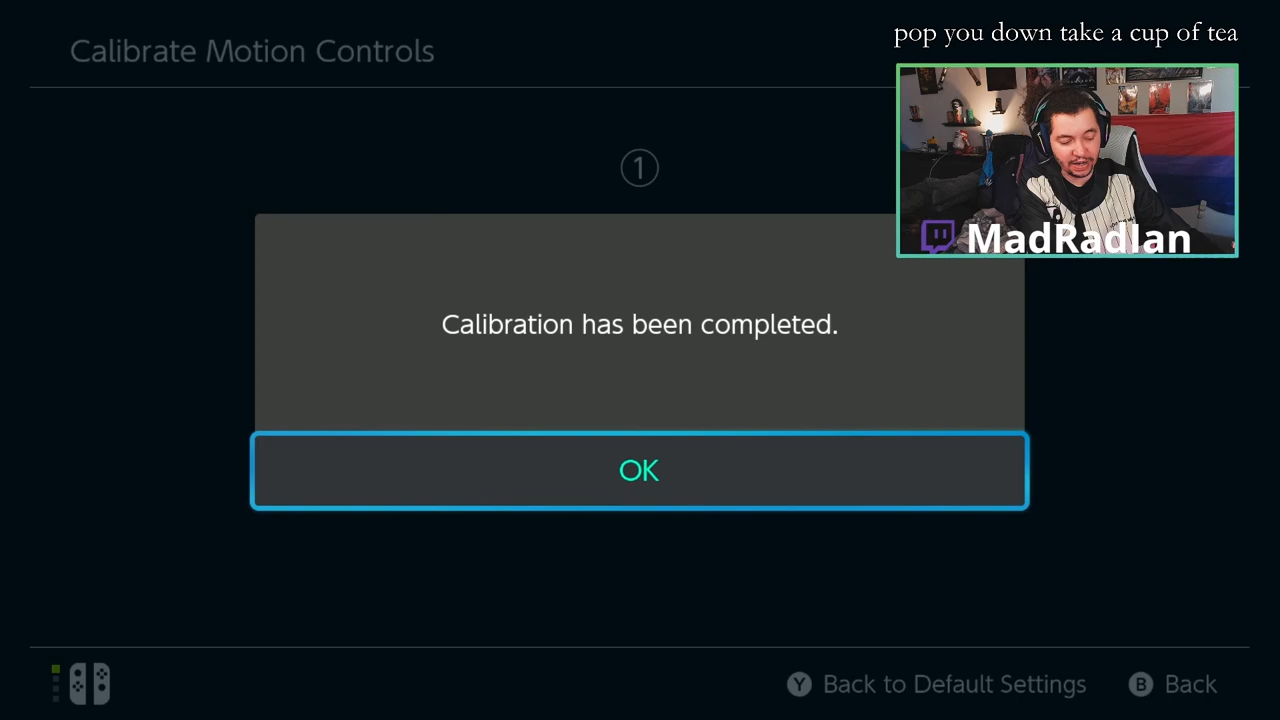 pop you down take a cup of tea
Calibrate Motion Controls
1
MadRadIan
Calibration has been completed.
OK
Y Back to Default Settings
B Back